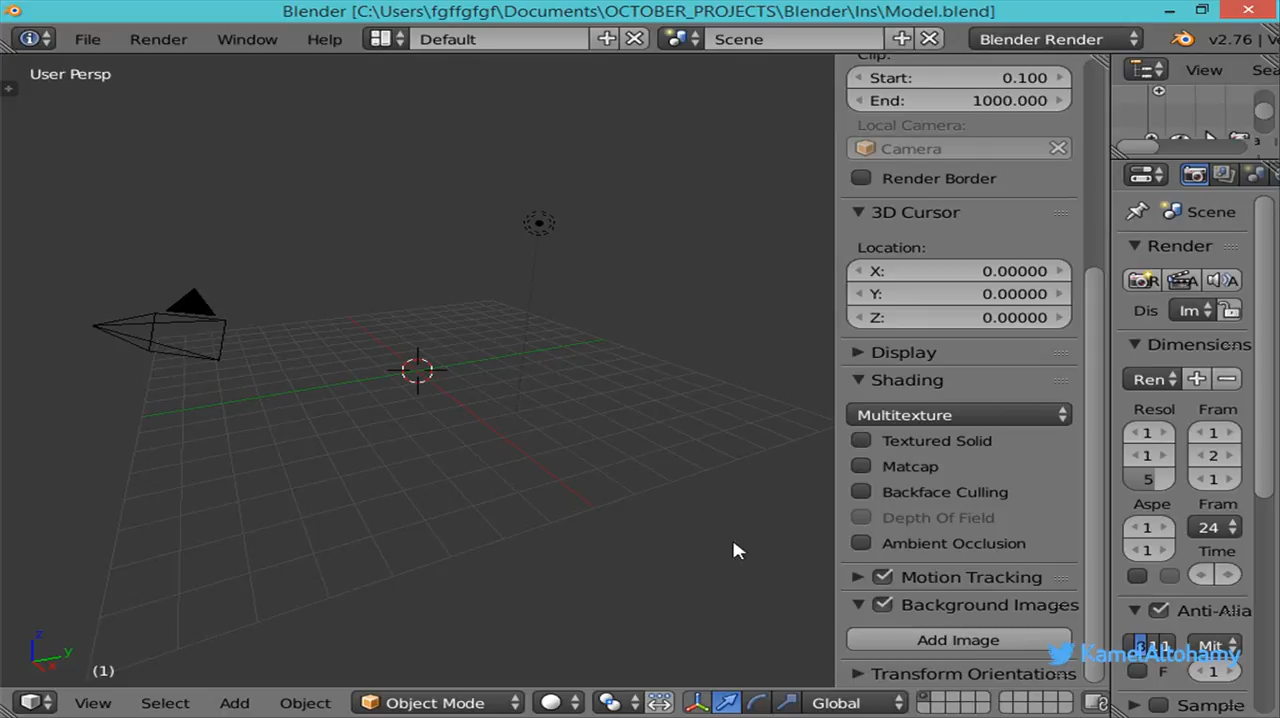 Blender [C:\Users\fgffgfgf\Documents\OCTOBER_PROJECTS\Blender\Ins\Model.blend]
File Render Window Help Default Scene Blender Render v2.76 | V
User Persp
Clip:
Start: 0.100
End: 1000.000
Local Camera:
Camera
Render Border
3D Cursor
Location:
X: 0.00000
Y: 0.00000
Z: 0.00000
Display
Shading
Multitexture
Textured Solid
Matcap
Backface Culling
Depth Of Field
Ambient Occlusion
Motion Tracking
Background Images
Add Image
Transform Orientations
View Sea
Scene
Render
R A A
Dis Im
Dimensions
Ren
Resol Fram
1 1
1 2
5 1
Aspe Fram
1 24
1 Time
Anti-Alia
11 Mit
F 1
Sample
KamelAltohamy
z
y
x
(1)
View Select Add Object Object Mode Global